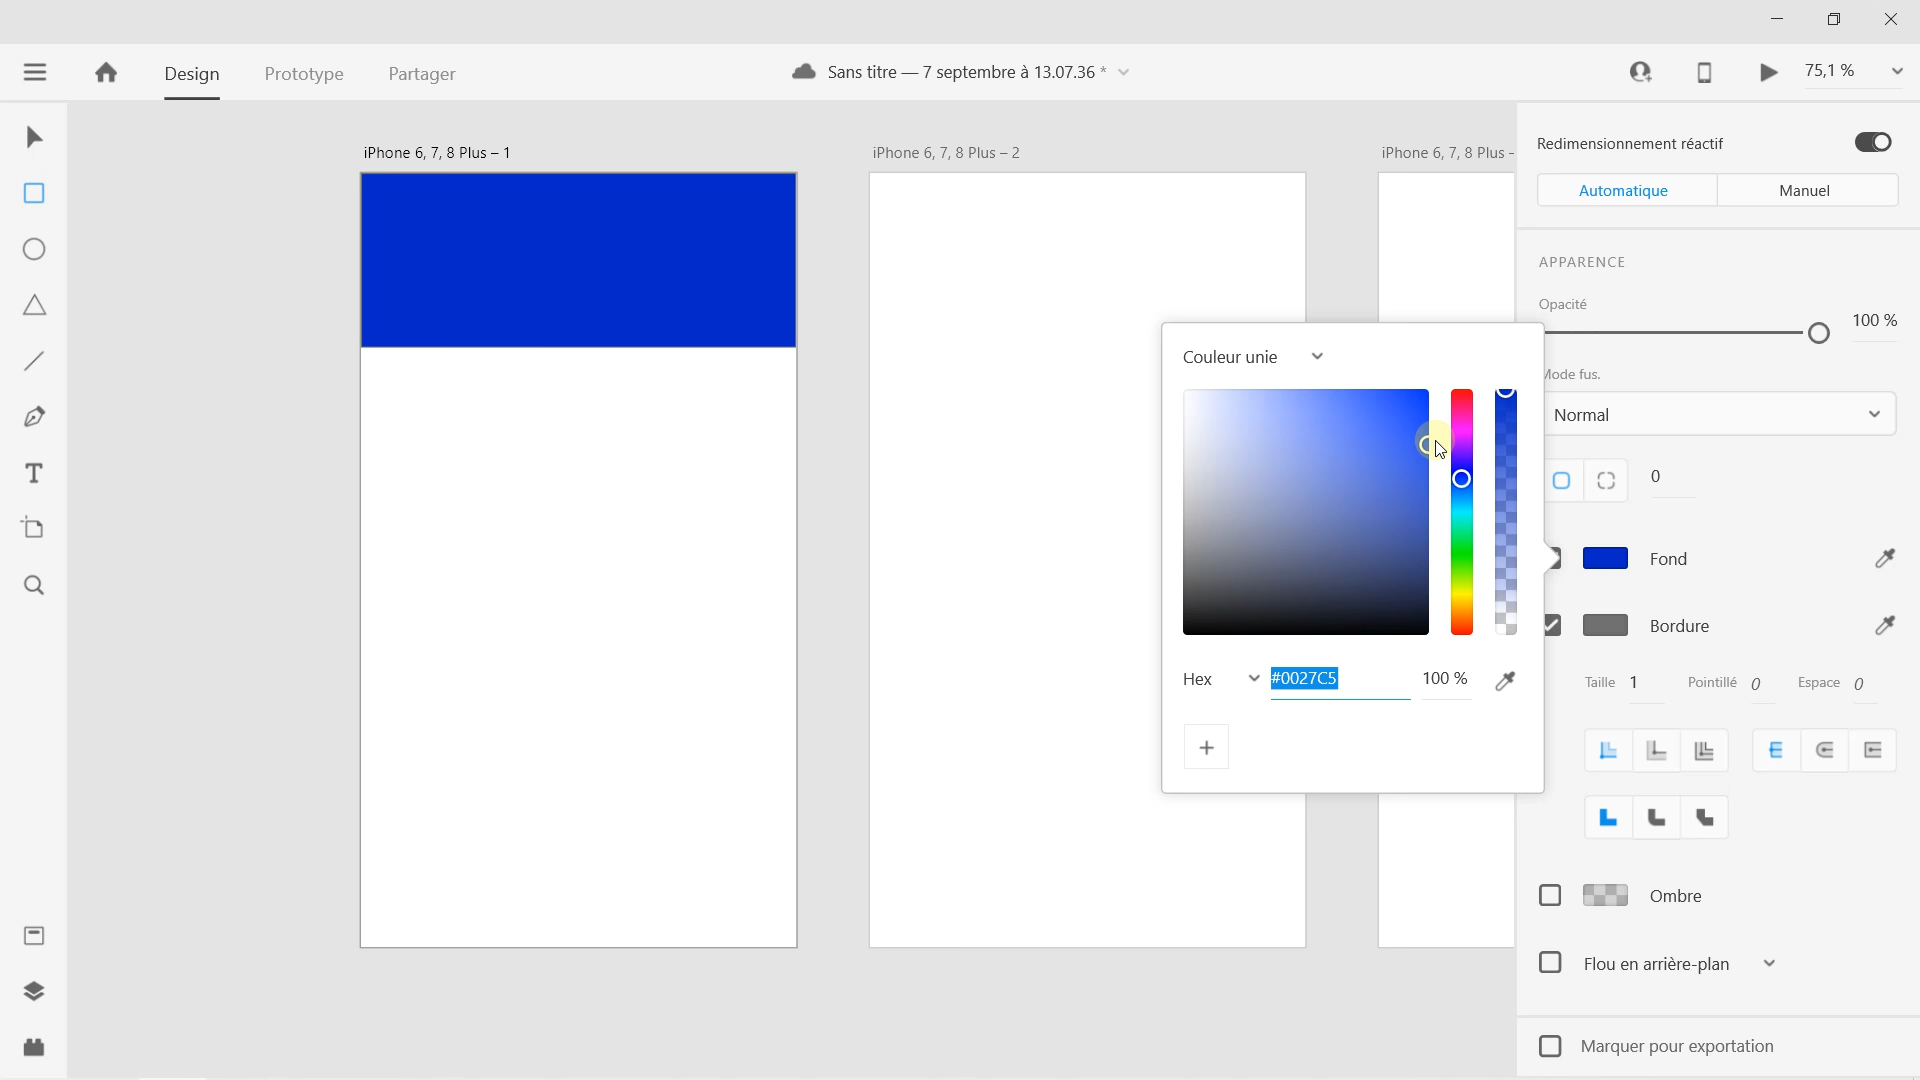 Design
Prototype
Partager
Sans titre — 7 septembre à 13.07.36 *
75,1 %
iPhone 6, 7, 8 Plus – 1
iPhone 6, 7, 8 Plus – 2
iPhone 6, 7, 8 Plus -
Redimensionnement réactif
Automatique
Manuel
APPARENCE
Opacité
100 %
Mode fus.
Normal
0
Couleur unie
Hex
#0027C5
100 %
Fond
Bordure
Taille 1
Pointillé 0
Espace 0
Ombre
Flou en arrière-plan
Marquer pour exportation